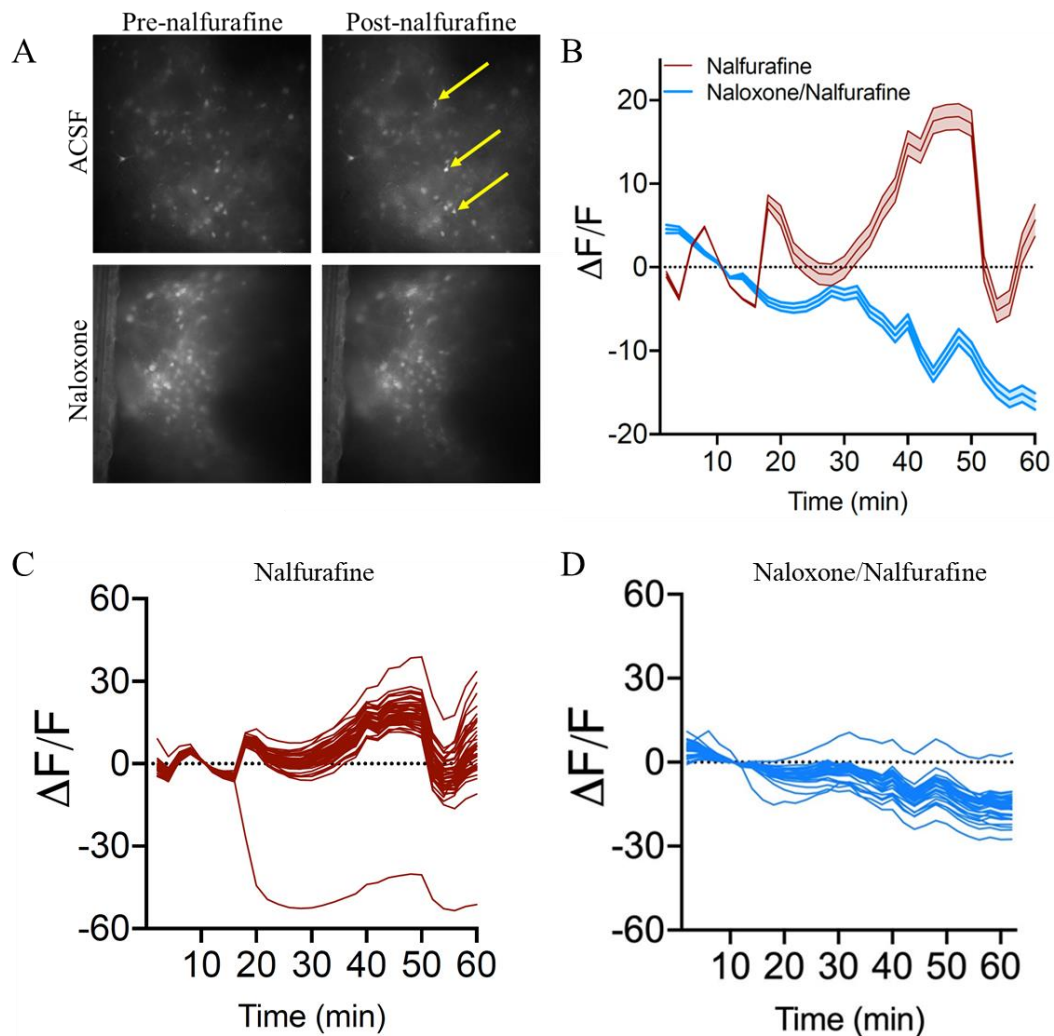 A
Pre-nalfurafine
Post-nalfurafine
ACSF
Naloxone
B
Nalfurafine
Naloxone/Nalfurafine
20
10
0
-10
-20
ΔF/F
10 20 30 40 50 60
Time (min)
C
Nalfurafine
60
30
0
-30
-60
ΔF/F
10 20 30 40 50 60
Time (min)
D
Naloxone/Nalfurafine
60
30
0
-30
-60
ΔF/F
10 20 30 40 50 60
Time (min)